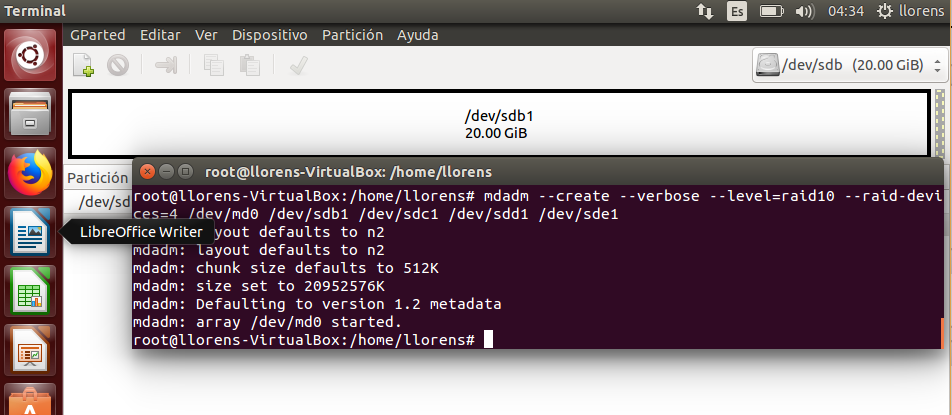 Terminal
Es
04:34
llorens
GParted Editar Ver Dispositivo Partición Ayuda
/dev/sdb (20.00 GiB)
/dev/sdb1
20.00 GiB
root@llorens-VirtualBox: /home/llorens
Partición
/dev/sd
LibreOffice Writer
root@llorens-VirtualBox:/home/llorens# mdadm --create --verbose --level=raid10 --raid-devi
ces=4 /dev/md0 /dev/sdb1 /dev/sdc1 /dev/sdd1 /dev/sde1
layout defaults to n2
mdadm: layout defaults to n2
mdadm: chunk size defaults to 512K
mdadm: size set to 20952576K
mdadm: Defaulting to version 1.2 metadata
mdadm: array /dev/md0 started.
root@llorens-VirtualBox:/home/llorens#